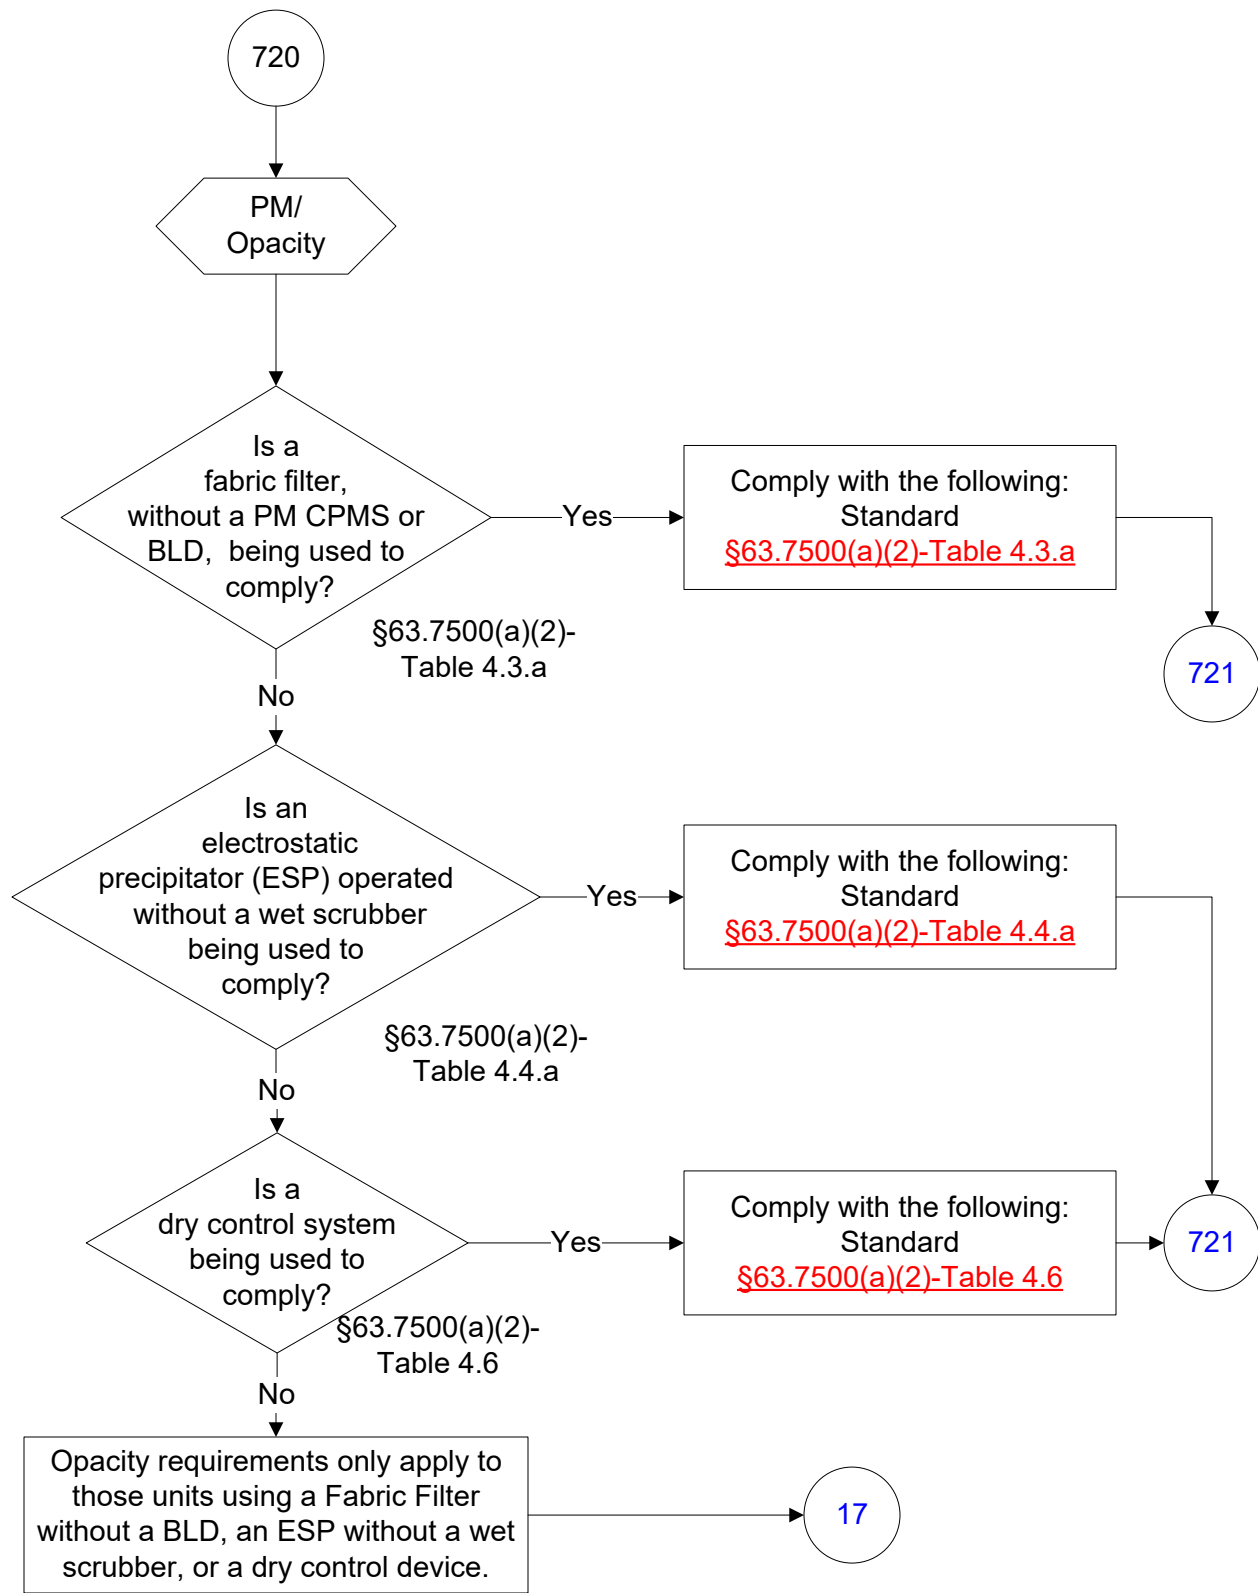 720
PM/
Opacity
Is a
fabric filter,
without a PM CPMS or
BLD, being used to
comply?
Yes
Comply with the following:
Standard
§63.7500(a)(2)-Table 4.3.a
§63.7500(a)(2)-
Table 4.3.a
721
No
Is an
electrostatic
precipitator (ESP) operated
without a wet scrubber
being used to
comply?
Yes
Comply with the following:
Standard
§63.7500(a)(2)-Table 4.4.a
§63.7500(a)(2)-
Table 4.4.a
No
Is a
dry control system
being used to
comply?
Yes
Comply with the following:
Standard
§63.7500(a)(2)-Table 4.6
721
§63.7500(a)(2)-
Table 4.6
No
Opacity requirements only apply to
those units using a Fabric Filter
without a BLD, an ESP without a wet
scrubber, or a dry control device.
17